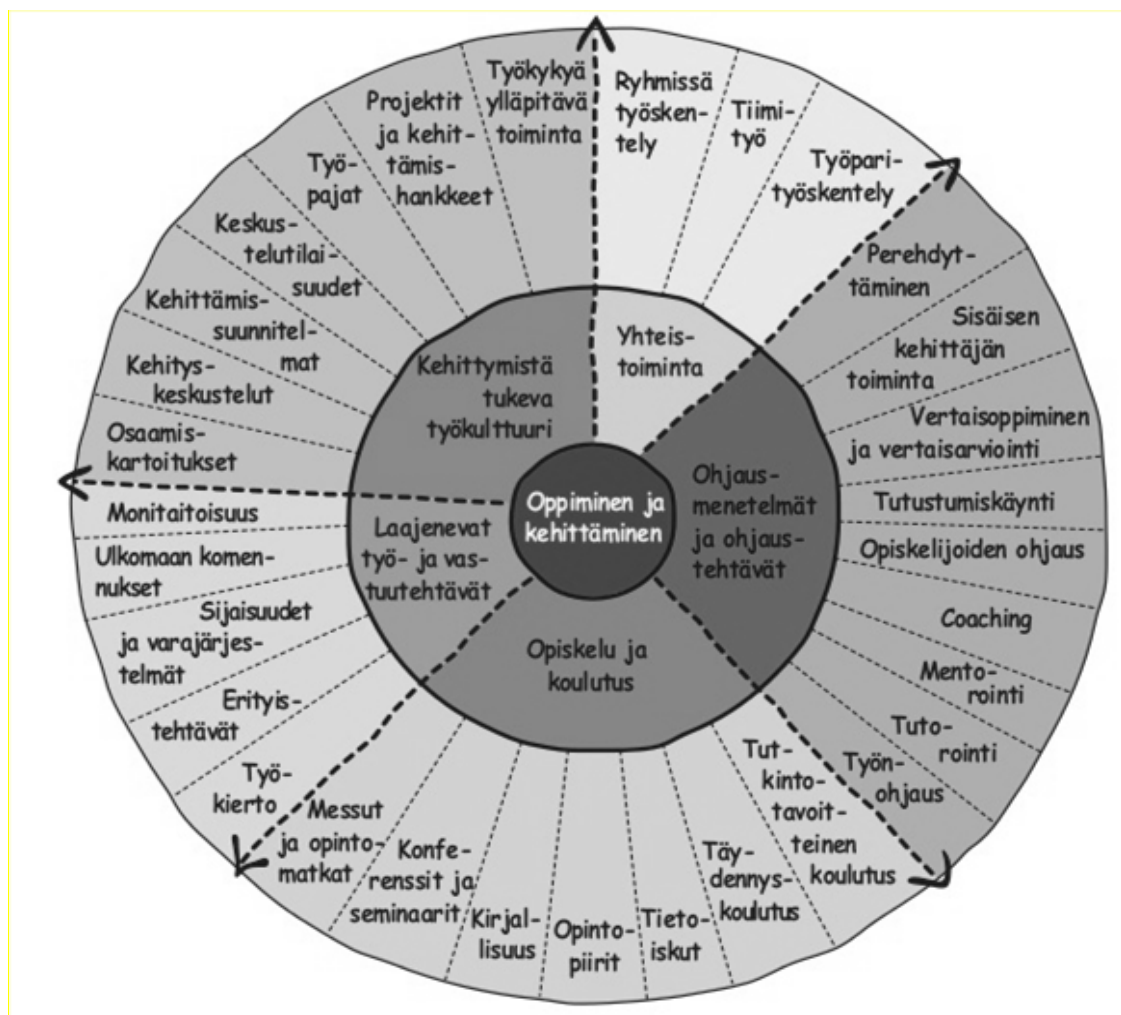 Oppiminen ja
kehittäminen
Yhteis-
toiminta
Ryhmissä
työsken-
tely
Tiimi-
työ
Työpari-
työskentely
Ohjaus-
menetelmät
ja ohjaus-
tehtävät
Perehdyt-
täminen
Sisäisen
kehittäjän
toiminta
Vertaisoppiminen
ja vertaisarviointi
Tutustumiskäynti
Opiskelijoiden ohjaus
Coaching
Mento-
rointi
Tuto-
rointi
Työn-
ohjaus
Opiskelu ja
koulutus
Tut-
kinto-
tavoit-
teinen
koulutus
Täy-
dennys-
koulutus
Tieto-
iskut
Opinto-
piirit
Kirjal-
lisuus
Konfe-
renssit ja
seminaarit
Messut
ja opinto-
matkat
Laajenevat
työ- ja vas-
tuutehtävät
Työ-
kierto
Erityis-
tehtävät
Sijaisuudet
ja varajärjes-
telmät
Ulkomaan komen-
nukset
Monitaitoisuus
Kehittymistä
tukeva
työkulttuuri
Osaamis-
kartoitukset
Kehitys-
keskustelut
Kehittämis-
suunnitel-
mat
Keskus-
telutilai-
suudet
Työ-
pajat
Projektit
ja kehit-
tämis-
hankkeet
Työkykyä
ylläpitävä
toiminta